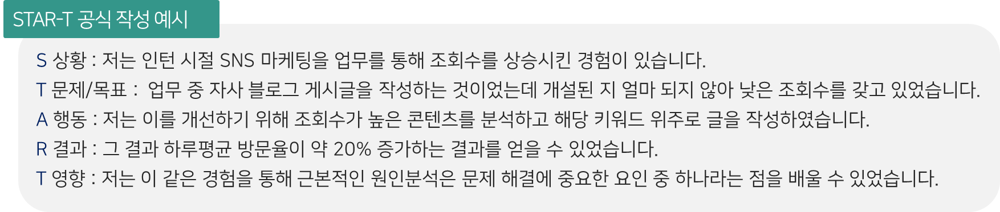 STAR-T 공식 작성 예시
S 상황 : 저는 인턴 시절 SNS 마케팅을 업무를 통해 조회수를 상승시킨 경험이 있습니다.
T 문제/목표 : 업무 중 자사 블로그 게시글을 작성하는 것이었는데 개설된 지 얼마 되지 않아 낮은 조회수를 갖고 있었습니다.
A 행동 : 저는 이를 개선하기 위해 조회수가 높은 콘텐츠를 분석하고 해당 키워드 위주로 글을 작성하였습니다.
R 결과 : 그 결과 하루평균 방문율이 약 20% 증가하는 결과를 얻을 수 있었습니다.
T 영향 : 저는 이 같은 경험을 통해 근본적인 원인분석은 문제 해결에 중요한 요인 중 하나라는 점을 배울 수 있었습니다.